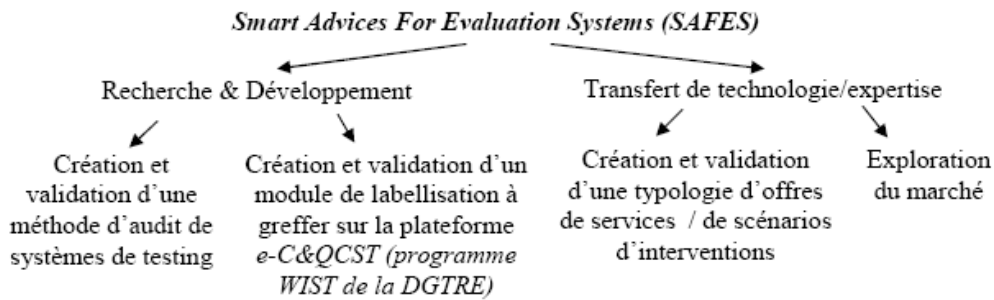 Smart Advices For Evaluation Systems (SAFES)
Recherche & Développement
Transfert de technologie/expertise
Création et
validation d'une
méthode d'audit de
systèmes de testing
Création et validation d'un
module de labellisation à
greffer sur la plateforme
e-C&QCST (programme
WIST de la DGTRE)
Création et validation
d'une typologie d'offres
de services / de scénarios
d'interventions
Exploration
du marché